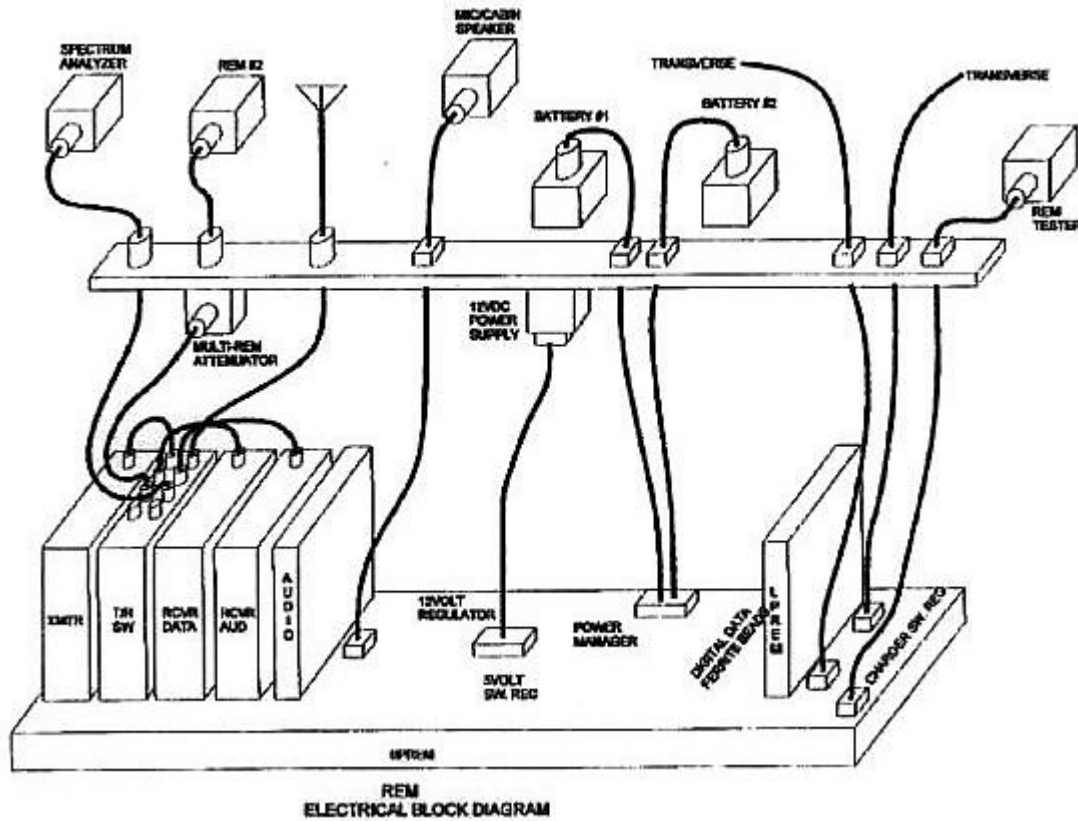 MIC/CABIN
SPEAKER
SPECTRUM
ANALYZER
REM #2
TRANSVERSE
TRANSVERSE
BATTERY #1
BATTERY #2
REM
TESTER
12VDC
POWER
SUPPLY
MULTI-REM
ATTENUATOR
XMTR
T/R
SW
RCVR
DATA
RCVR
AUD
AUDIO
12VOLT
REGULATOR
5VOLT
SW. REG
POWER
MANAGER
DIGITAL DATA
FERRITE BEADS
LPREM
CHARGER SW. REG
UPREM
REM
ELECTRICAL BLOCK DIAGRAM